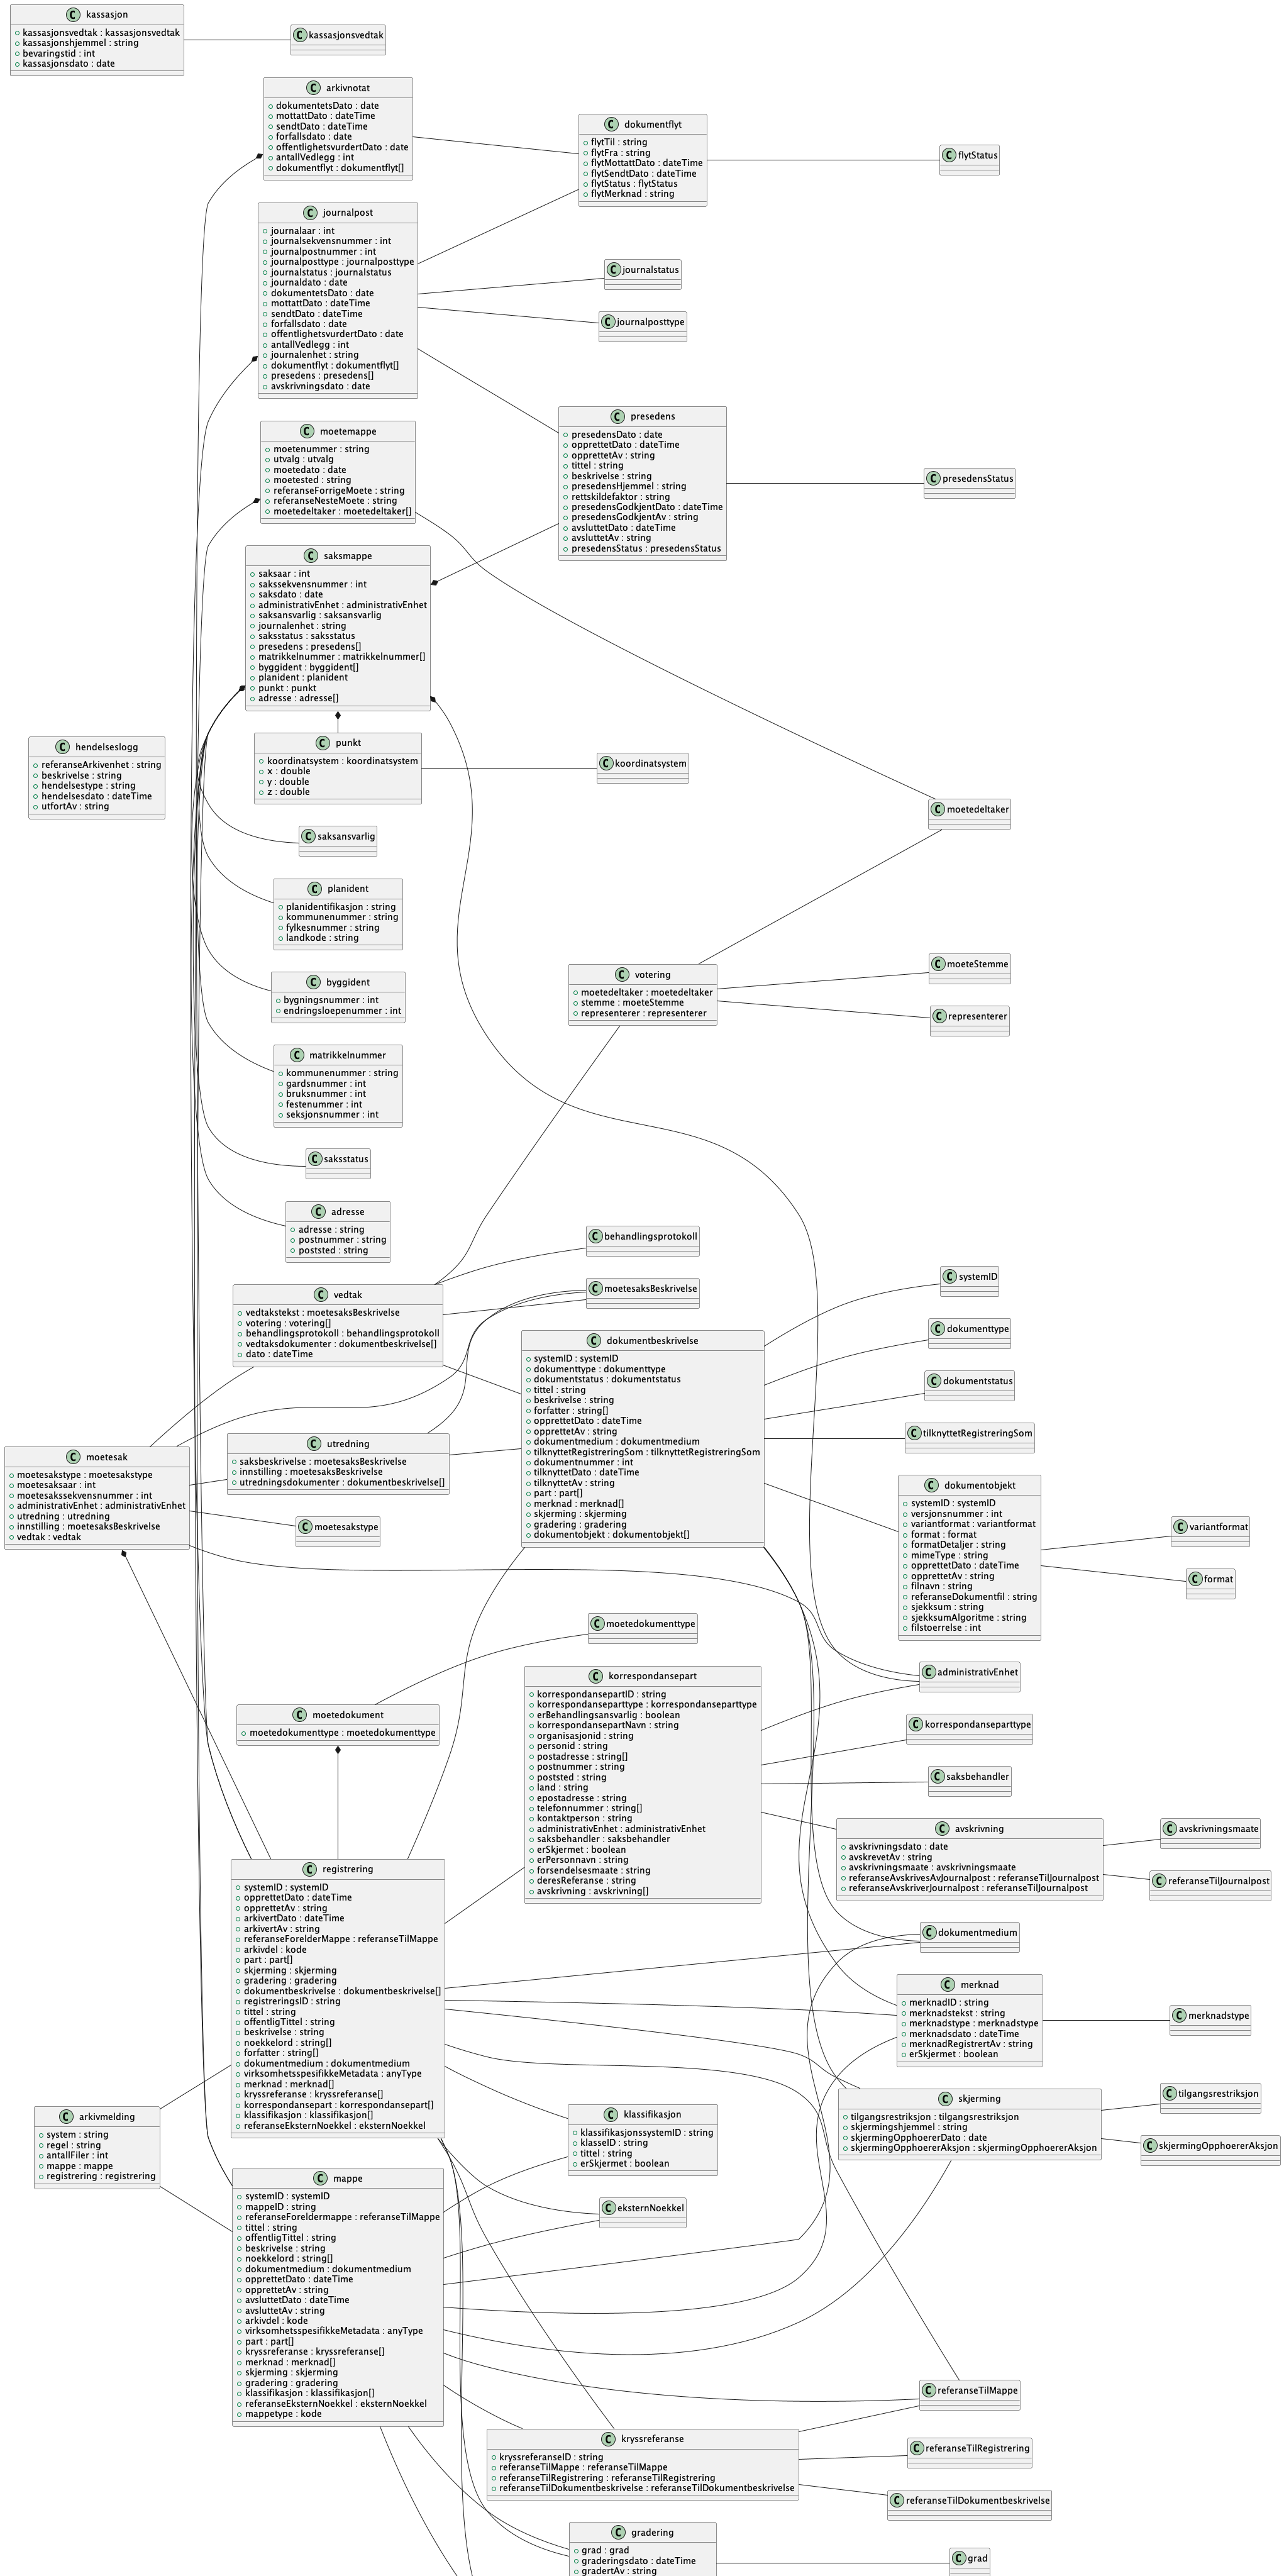 kassasjon
kassasjonsvedtak : kassasjonsvedtak
kassasjonshjemmel : string
bevaringstid : int
kassasjonsdato : date
kassasjonsvedtak
arkivnotat
dokumentetsDato : date
mottattDato : dateTime
sendtDato : dateTime
forfallsdato : date
offentlighetsvurdertDato : date
antallVedlegg : int
dokumentflyt : dokumentflyt[]
dokumentflyt
flytTil : string
flytFra : string
flytMottattDato : dateTime
flytSendtDato : dateTime
flytStatus : flytStatus
flytMerknad : string
flytStatus
journalpost
journalaar : int
journalsekvensnummer : int
journalpostnummer : int
journalposttype : journalposttype
journalstatus : journalstatus
journaldato : date
dokumentetsDato : date
mottattDato : dateTime
sendtDato : dateTime
forfallsdato : date
offentlighetsvurdertDato : date
antallVedlegg : int
journalenhet : string
dokumentflyt : dokumentflyt[]
presedens : presedens[]
avskrivningsdato : date
journalstatus
journalposttype
moetemappe
moetenummer : string
utvalg : utvalg
moetedato : date
moetested : string
referanseForrigeMoete : string
referanseNesteMoete : string
moetedeltaker : moetedeltaker[]
presedens
presedensDato : date
opprettetDato : dateTime
opprettetAv : string
tittel : string
beskrivelse : string
presedensHjemmel : string
rettskildefaktor : string
presedensGodkjentDato : dateTime
presedensGodkjentAv : string
avsluttetDato : dateTime
avsluttetAv : string
presedensStatus : presedensStatus
presedensStatus
saksmappe
saksaar : int
sakssekvensnummer : int
saksdato : date
administrativEnhet : administrativEnhet
saksansvarlig : saksansvarlig
journalenhet : string
saksstatus : saksstatus
presedens : presedens[]
matrikkelnummer : matrikkelnummer[]
byggident : byggident[]
planident : planident
punkt : punkt
adresse : adresse[]
hendelseslogg
referanseArkivenhet : string
beskrivelse : string
hendelsestype : string
hendelsesdato : dateTime
utfortAv : string
punkt
koordinatsystem : koordinatsystem
x : double
y : double
z : double
koordinatsystem
moetedeltaker
saksansvarlig
planident
planidentifikasjon : string
kommunenummer : string
fylkesnummer : string
landkode : string
byggident
bygningsnummer : int
endringsloepenummer : int
votering
moetedeltaker : moetedeltaker
stemme : moeteStemme
representerer : representerer
moeteStemme
representerer
matrikkelnummer
kommunenummer : string
gardsnummer : int
bruksnummer : int
festenummer : int
seksjonsnummer : int
saksstatus
adresse
adresse : string
postnummer : string
poststed : string
behandlingsprotokoll
moetesaksBeskrivelse
vedtak
vedtakstekst : moetesaksBeskrivelse
votering : votering[]
behandlingsprotokoll : behandlingsprotokoll
vedtaksdokumenter : dokumentbeskrivelse[]
dato : dateTime
dokumentbeskrivelse
systemID : systemID
dokumenttype : dokumenttype
dokumentstatus : dokumentstatus
tittel : string
beskrivelse : string
forfatter : string[]
opprettetDato : dateTime
opprettetAv : string
dokumentmedium : dokumentmedium
tilknyttetRegistreringSom : tilknyttetRegistreringSom
dokumentnummer : int
tilknyttetDato : dateTime
tilknyttetAv : string
part : part[]
merknad : merknad[]
skjerming : skjerming
gradering : gradering
dokumentobjekt : dokumentobjekt[]
systemID
dokumenttype
dokumentstatus
tilknyttetRegistreringSom
moetesak
moetesakstype : moetesakstype
moetesaksaar : int
moetesakssekvensnummer : int
administrativEnhet : administrativEnhet
utredning : utredning
innstilling : moetesaksBeskrivelse
vedtak : vedtak
utredning
saksbeskrivelse : moetesaksBeskrivelse
innstilling : moetesaksBeskrivelse
utredningsdokumenter : dokumentbeskrivelse[]
moetesakstype
dokumentobjekt
systemID : systemID
versjonsnummer : int
variantformat : variantformat
format : format
formatDetaljer : string
mimeType : string
opprettetDato : dateTime
opprettetAv : string
filnavn : string
referanseDokumentfil : string
sjekksum : string
sjekksumAlgoritme : string
filstoerrelse : int
variantformat
format
moetedokumenttype
moetedokument
moetedokumenttype : moetedokumenttype
korrespondansepart
korrespondansepartID : string
korrespondanseparttype : korrespondanseparttype
erBehandlingsansvarlig : boolean
korrespondansepartNavn : string
organisasjonid : string
personid : string
postadresse : string[]
postnummer : string
poststed : string
land : string
epostadresse : string
telefonnummer : string[]
kontaktperson : string
administrativEnhet : administrativEnhet
saksbehandler : saksbehandler
erSkjermet : boolean
erPersonnavn : string
forsendelsesmaate : string
deresReferanse : string
avskrivning : avskrivning[]
administrativEnhet
korrespondanseparttype
saksbehandler
avskrivning
avskrivningsdato : date
avskrevetAv : string
avskrivningsmaate : avskrivningsmaate
referanseAvskrivesAvJournalpost : referanseTilJournalpost
referanseAvskriverJournalpost : referanseTilJournalpost
avskrivningsmaate
referanseTilJournalpost
registrering
systemID : systemID
opprettetDato : dateTime
opprettetAv : string
arkivertDato : dateTime
arkivertAv : string
referanseForelderMappe : referanseTilMappe
arkivdel : kode
part : part[]
skjerming : skjerming
gradering : gradering
dokumentbeskrivelse : dokumentbeskrivelse[]
registreringsID : string
tittel : string
offentligTittel : string
beskrivelse : string
noekkelord : string[]
forfatter : string[]
dokumentmedium : dokumentmedium
virksomhetsspesifikkeMetadata : anyType
merknad : merknad[]
kryssreferanse : kryssreferanse[]
korrespondansepart : korrespondansepart[]
klassifikasjon : klassifikasjon[]
referanseEksternNoekkel : eksternNoekkel
dokumentmedium
merknad
merknadID : string
merknadstekst : string
merknadstype : merknadstype
merknadsdato : dateTime
merknadRegistrertAv : string
erSkjermet : boolean
merknadstype
arkivmelding
system : string
regel : string
antallFiler : int
mappe : mappe
registrering : registrering
klassifikasjon
klassifikasjonssystemID : string
klasseID : string
tittel : string
erSkjermet : boolean
skjerming
tilgangsrestriksjon : tilgangsrestriksjon
skjermingshjemmel : string
skjermingOpphoererDato : date
skjermingOpphoererAksjon : skjermingOpphoererAksjon
tilgangsrestriksjon
skjermingOpphoererAksjon
mappe
systemID : systemID
mappeID : string
referanseForeldermappe : referanseTilMappe
tittel : string
offentligTittel : string
beskrivelse : string
noekkelord : string[]
dokumentmedium : dokumentmedium
opprettetDato : dateTime
opprettetAv : string
avsluttetDato : dateTime
avsluttetAv : string
arkivdel : kode
virksomhetsspesifikkeMetadata : anyType
part : part[]
kryssreferanse : kryssreferanse[]
merknad : merknad[]
skjerming : skjerming
gradering : gradering
klassifikasjon : klassifikasjon[]
referanseEksternNoekkel : eksternNoekkel
mappetype : kode
eksternNoekkel
referanseTilMappe
kryssreferanse
kryssreferanseID : string
referanseTilMappe : referanseTilMappe
referanseTilRegistrering : referanseTilRegistrering
referanseTilDokumentbeskrivelse : referanseTilDokumentbeskrivelse
referanseTilRegistrering
referanseTilDokumentbeskrivelse
gradering
grad : grad
graderingsdato : dateTime
gradertAv : string
grad